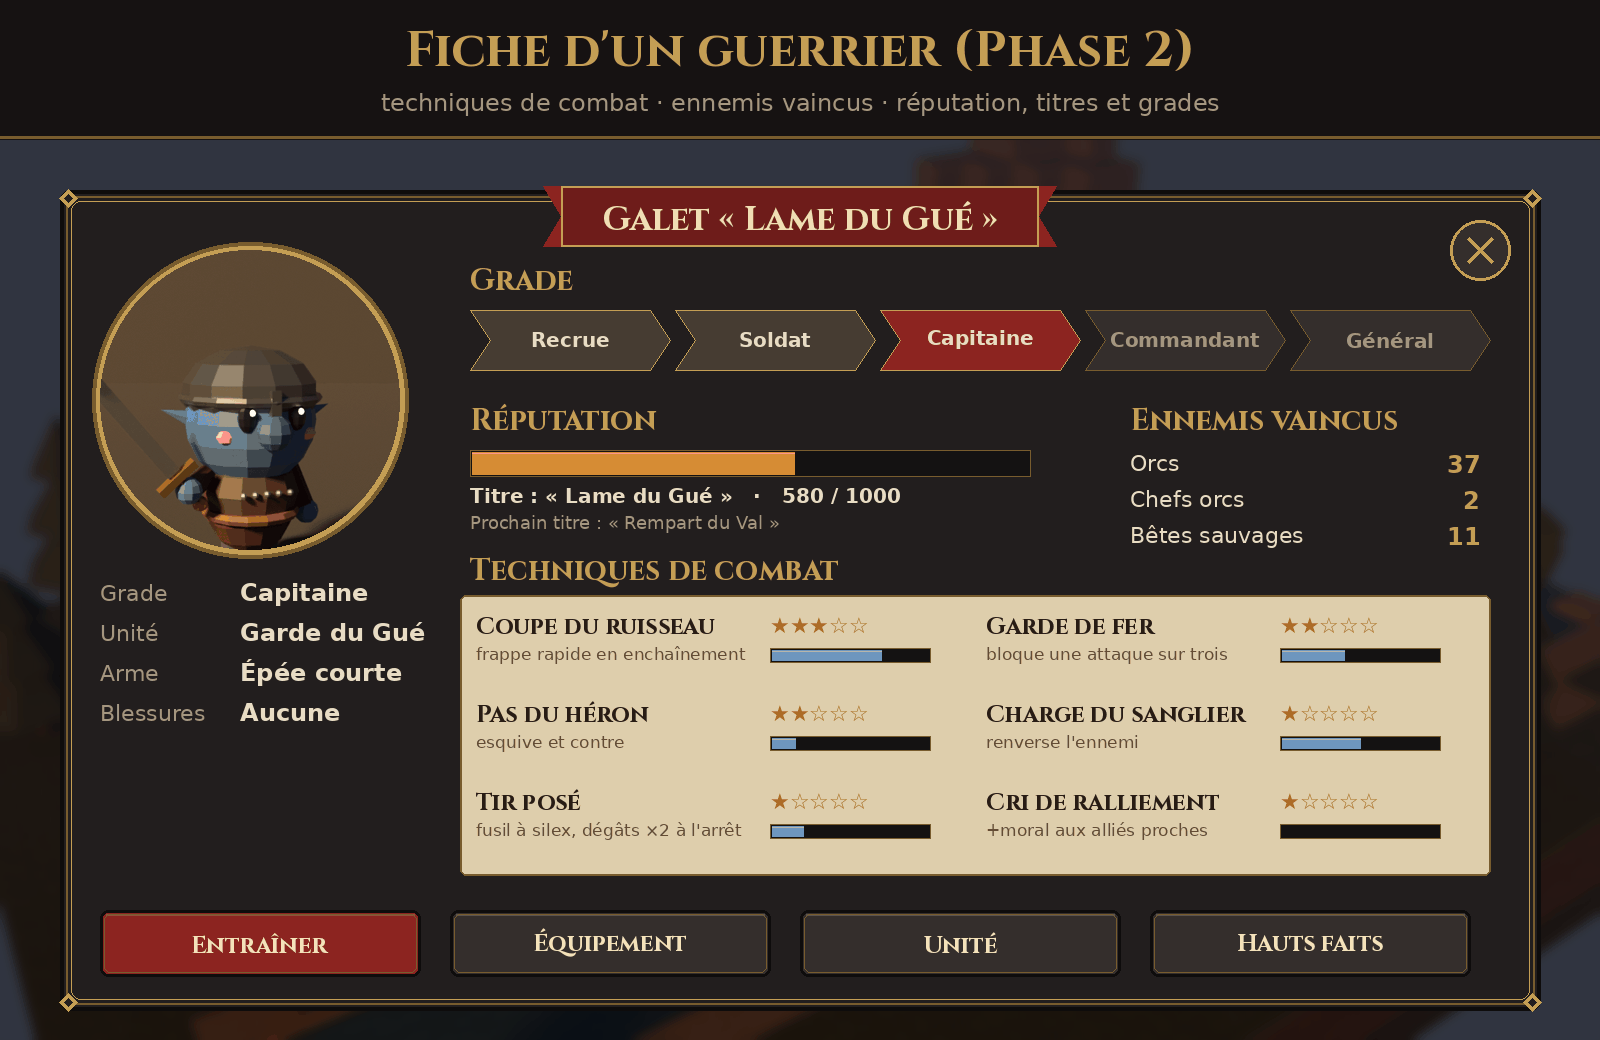 Fiche d'un guerrier (Phase 2)
techniques de combat · ennemis vaincus · réputation, titres et grades
Galet « Lame du Gué »
Grade
Recrue
Soldat
Capitaine
Commandant
Général
Réputation
Titre : « Lame du Gué » · 580 / 1000
Prochain titre : « Rempart du Val »
Ennemis vaincus
Orcs 37
Chefs orcs 2
Bêtes sauvages 11
Grade Capitaine
Unité Garde du Gué
Arme Épée courte
Blessures Aucune
Techniques de combat
Coupe du ruisseau ★★★☆☆
frappe rapide en enchaînement
Garde de fer ★★☆☆☆
bloque une attaque sur trois
Pas du héron ★★☆☆☆
esquive et contre
Charge du sanglier ★☆☆☆☆
renverse l'ennemi
Tir posé ★☆☆☆☆
fusil à silex, dégâts ×2 à l'arrêt
Cri de ralliement ★☆☆☆☆
+moral aux alliés proches
Entraîner
Équipement
Unité
Hauts faits